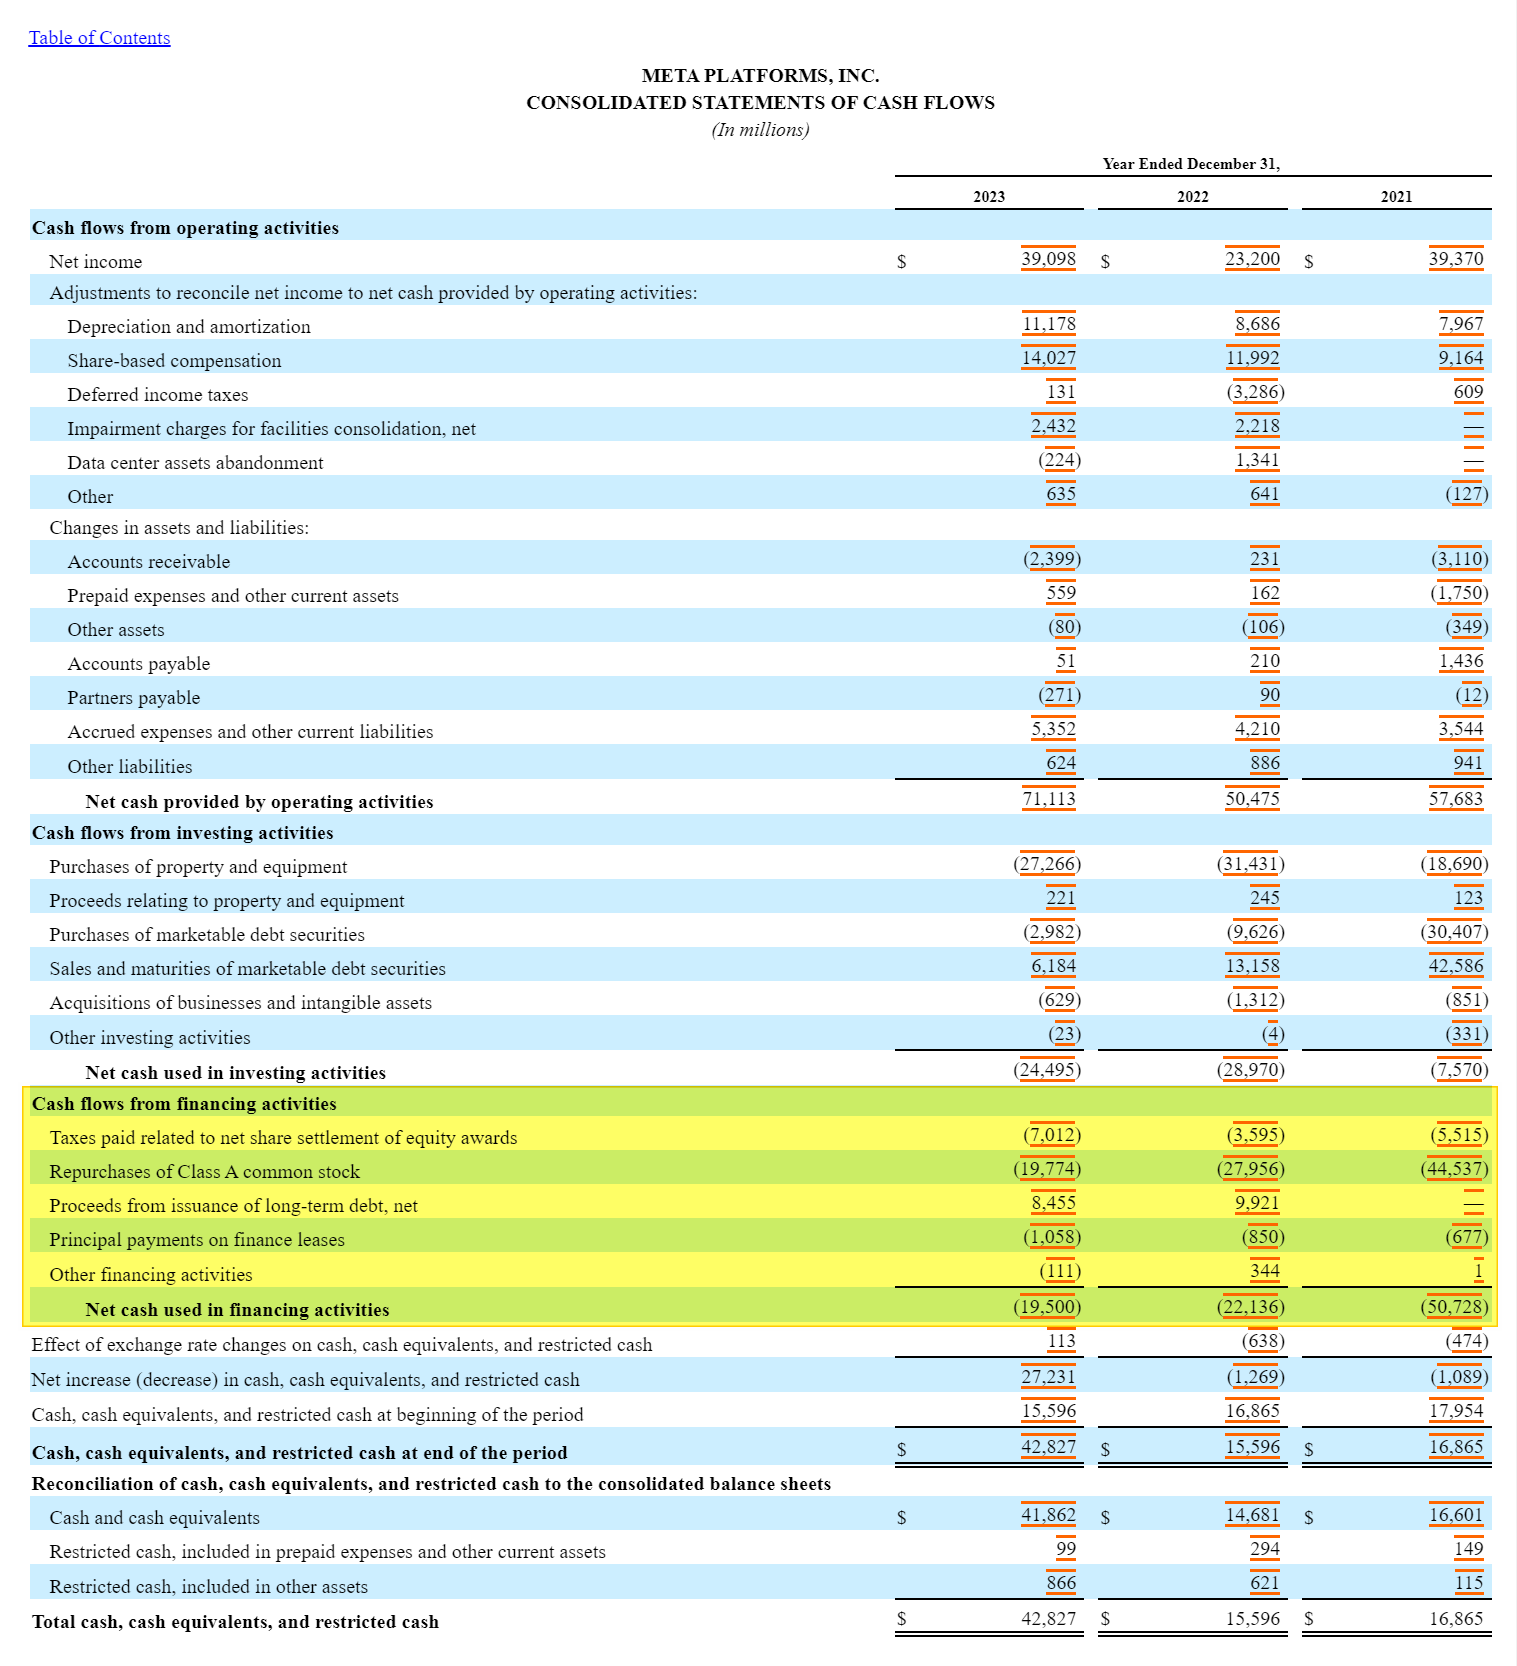 Table of Contents
META PLATFORMS, INC.
CONSOLIDATED STATEMENTS OF CASH FLOWS
(In millions)
Year Ended December 31,
2023 2022 2021
Cash flows from operating activities
Net income $ 39,098 $ 23,200 $ 39,370
Adjustments to reconcile net income to net cash provided by operating activities:
Depreciation and amortization 11,178 8,686 7,967
Share-based compensation 14,027 11,992 9,164
Deferred income taxes 131 (3,286) 609
Impairment charges for facilities consolidation, net 2,432 2,218 —
Data center assets abandonment (224) 1,341 —
Other 635 641 (127)
Changes in assets and liabilities:
Accounts receivable (2,399) 231 (3,110)
Prepaid expenses and other current assets 559 162 (1,750)
Other assets (80) (106) (349)
Accounts payable 51 210 1,436
Partners payable (271) 90 (12)
Accrued expenses and other current liabilities 5,352 4,210 3,544
Other liabilities 624 886 941
Net cash provided by operating activities 71,113 50,475 57,683
Cash flows from investing activities
Purchases of property and equipment (27,266) (31,431) (18,690)
Proceeds relating to property and equipment 221 245 123
Purchases of marketable debt securities (2,982) (9,626) (30,407)
Sales and maturities of marketable debt securities 6,184 13,158 42,586
Acquisitions of businesses and intangible assets (629) (1,312) (851)
Other investing activities (23) (4) (331)
Net cash used in investing activities (24,495) (28,970) (7,570)
Cash flows from financing activities
Taxes paid related to net share settlement of equity awards (7,012) (3,595) (5,515)
Repurchases of Class A common stock (19,774) (27,956) (44,537)
Proceeds from issuance of long-term debt, net 8,455 9,921 —
Principal payments on finance leases (1,058) (850) (677)
Other financing activities (111) 344 1
Net cash used in financing activities (19,500) (22,136) (50,728)
Effect of exchange rate changes on cash, cash equivalents, and restricted cash 113 (638) (474)
Net increase (decrease) in cash, cash equivalents, and restricted cash 27,231 (1,269) (1,089)
Cash, cash equivalents, and restricted cash at beginning of the period 15,596 16,865 17,954
Cash, cash equivalents, and restricted cash at end of the period $ 42,827 $ 15,596 $ 16,865
Reconciliation of cash, cash equivalents, and restricted cash to the consolidated balance sheets
Cash and cash equivalents $ 41,862 $ 14,681 $ 16,601
Restricted cash, included in prepaid expenses and other current assets 99 294 149
Restricted cash, included in other assets 866 621 115
Total cash, cash equivalents, and restricted cash $ 42,827 $ 15,596 $ 16,865